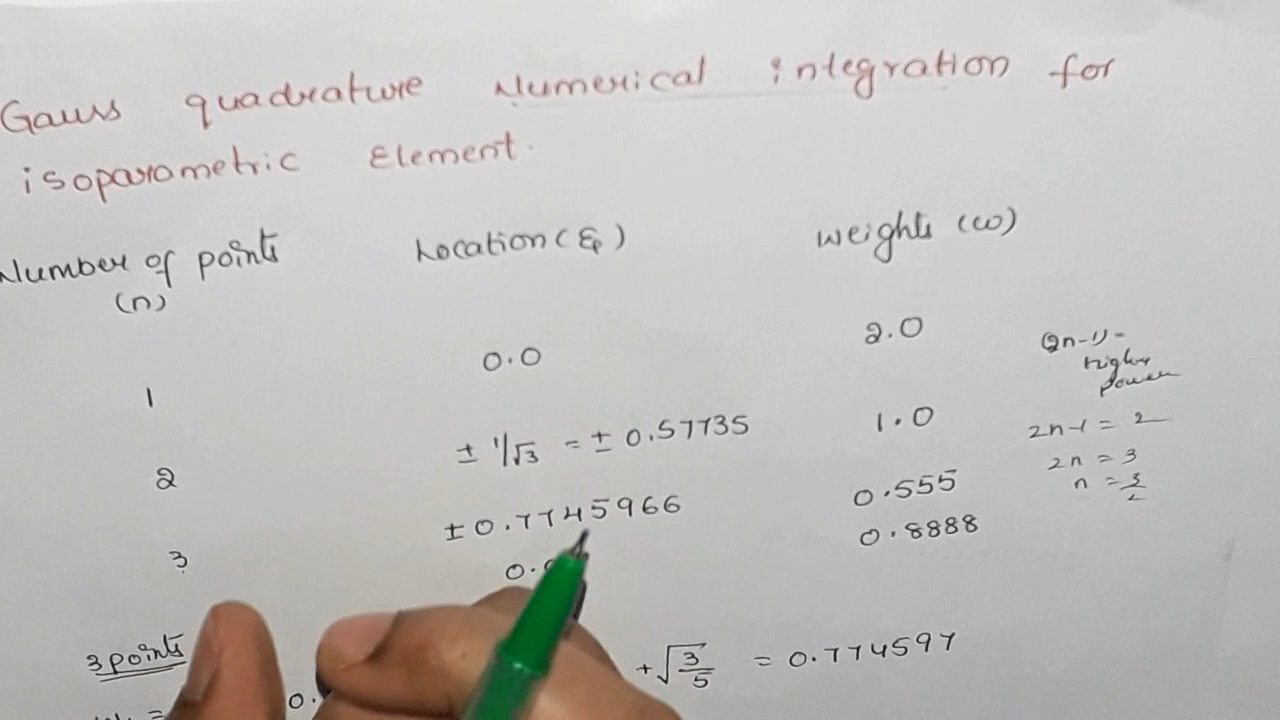 Gauss quadrature Numerical integration for
isoparametric Element.
Number of points (n) Location (ξ) weights (w)
1 0.0 2.0
2 ± 1/√3 = ± 0.57735 1.0
3 ± 0.7745966 0.555
0.8888
(2n-1) =
higher
power
2n-1 = 2
2n = 3
n = 3/2
3 points
+ √3/5 = 0.774597